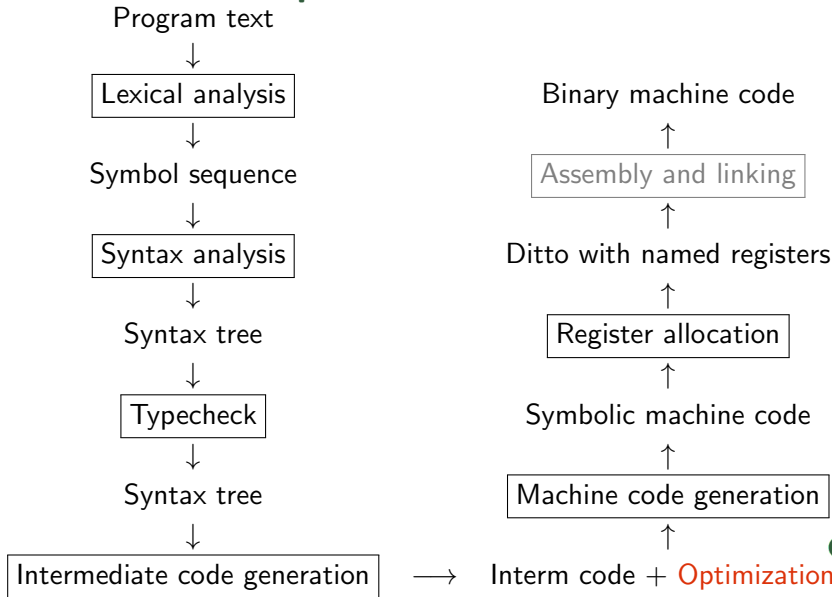 Program text
Lexical analysis
Symbol sequence
Syntax analysis
Syntax tree
Typecheck
Syntax tree
Intermediate code generation
Binary machine code
Assembly and linking
Ditto with named registers
Register allocation
Symbolic machine code
Machine code generation
Interm code + Optimization